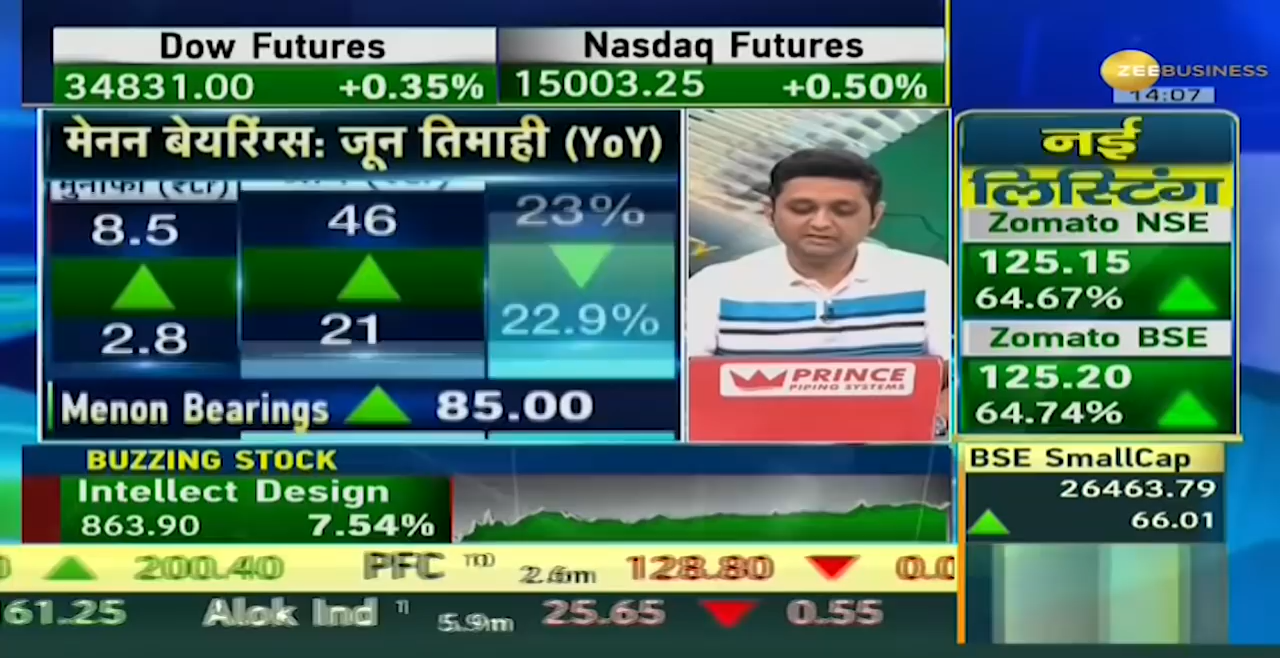 Dow Futures
34831.00 +0.35%
Nasdaq Futures
15003.25 +0.50%
ZEEBUSINESS
14:07
मेनन बेयरिंग्स: जून तिमाही (YoY)
मुनाफा (₹Cr)
8.5 46 23%
2.8 21 22.9%
Menon Bearings 85.00
PRINCE
PIPING SYSTEMS
नई
लिस्टिंग
Zomato NSE
125.15
64.67%
Zomato BSE
125.20
64.74%
BUZZING STOCK
Intellect Design
863.90 7.54%
BSE SmallCap
26463.79
66.01
200.40 PFC 2.6m 128.80
61.25 Alok Ind 5.9m 25.65 0.55